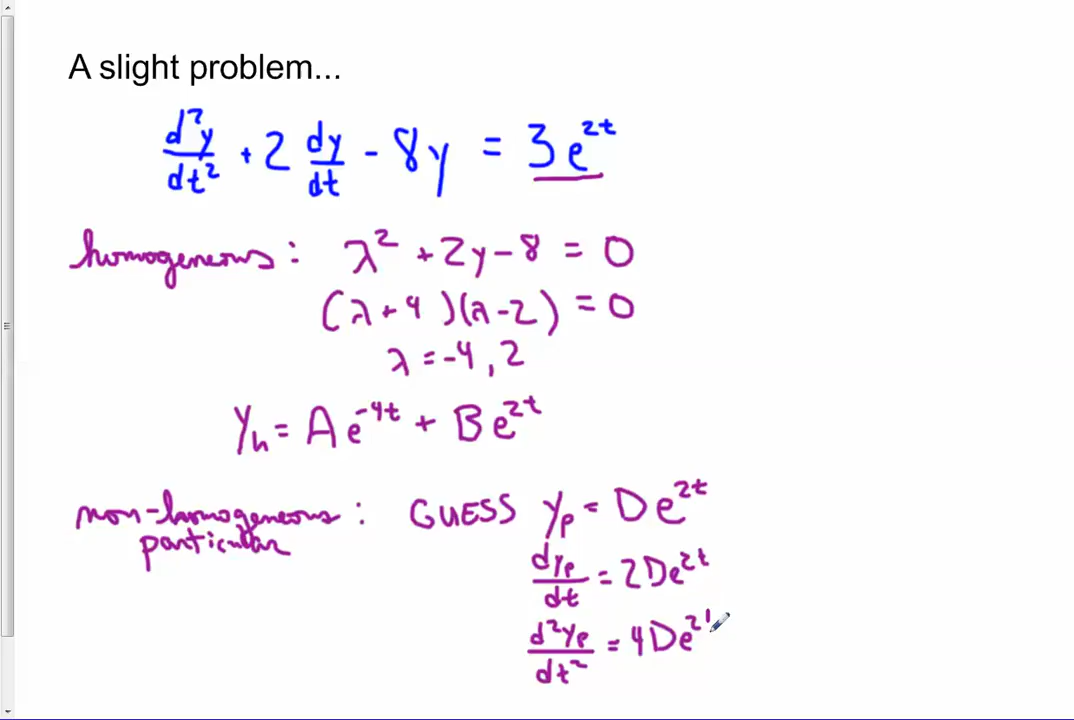 A slight problem...
d²y/dt² + 2 dy/dt - 8y = 3e^{2t}
homogeneous : λ² + 2y - 8 = 0
(λ + 4)(λ - 2) = 0
λ = -4, 2
y_h = Ae^{-4t} + Be^{2t}
non-homogeneous : GUESS y_p = De^{2t}
particular
dy_p/dt = 2De^{2t}
d²y_p/dt² = 4De^{2